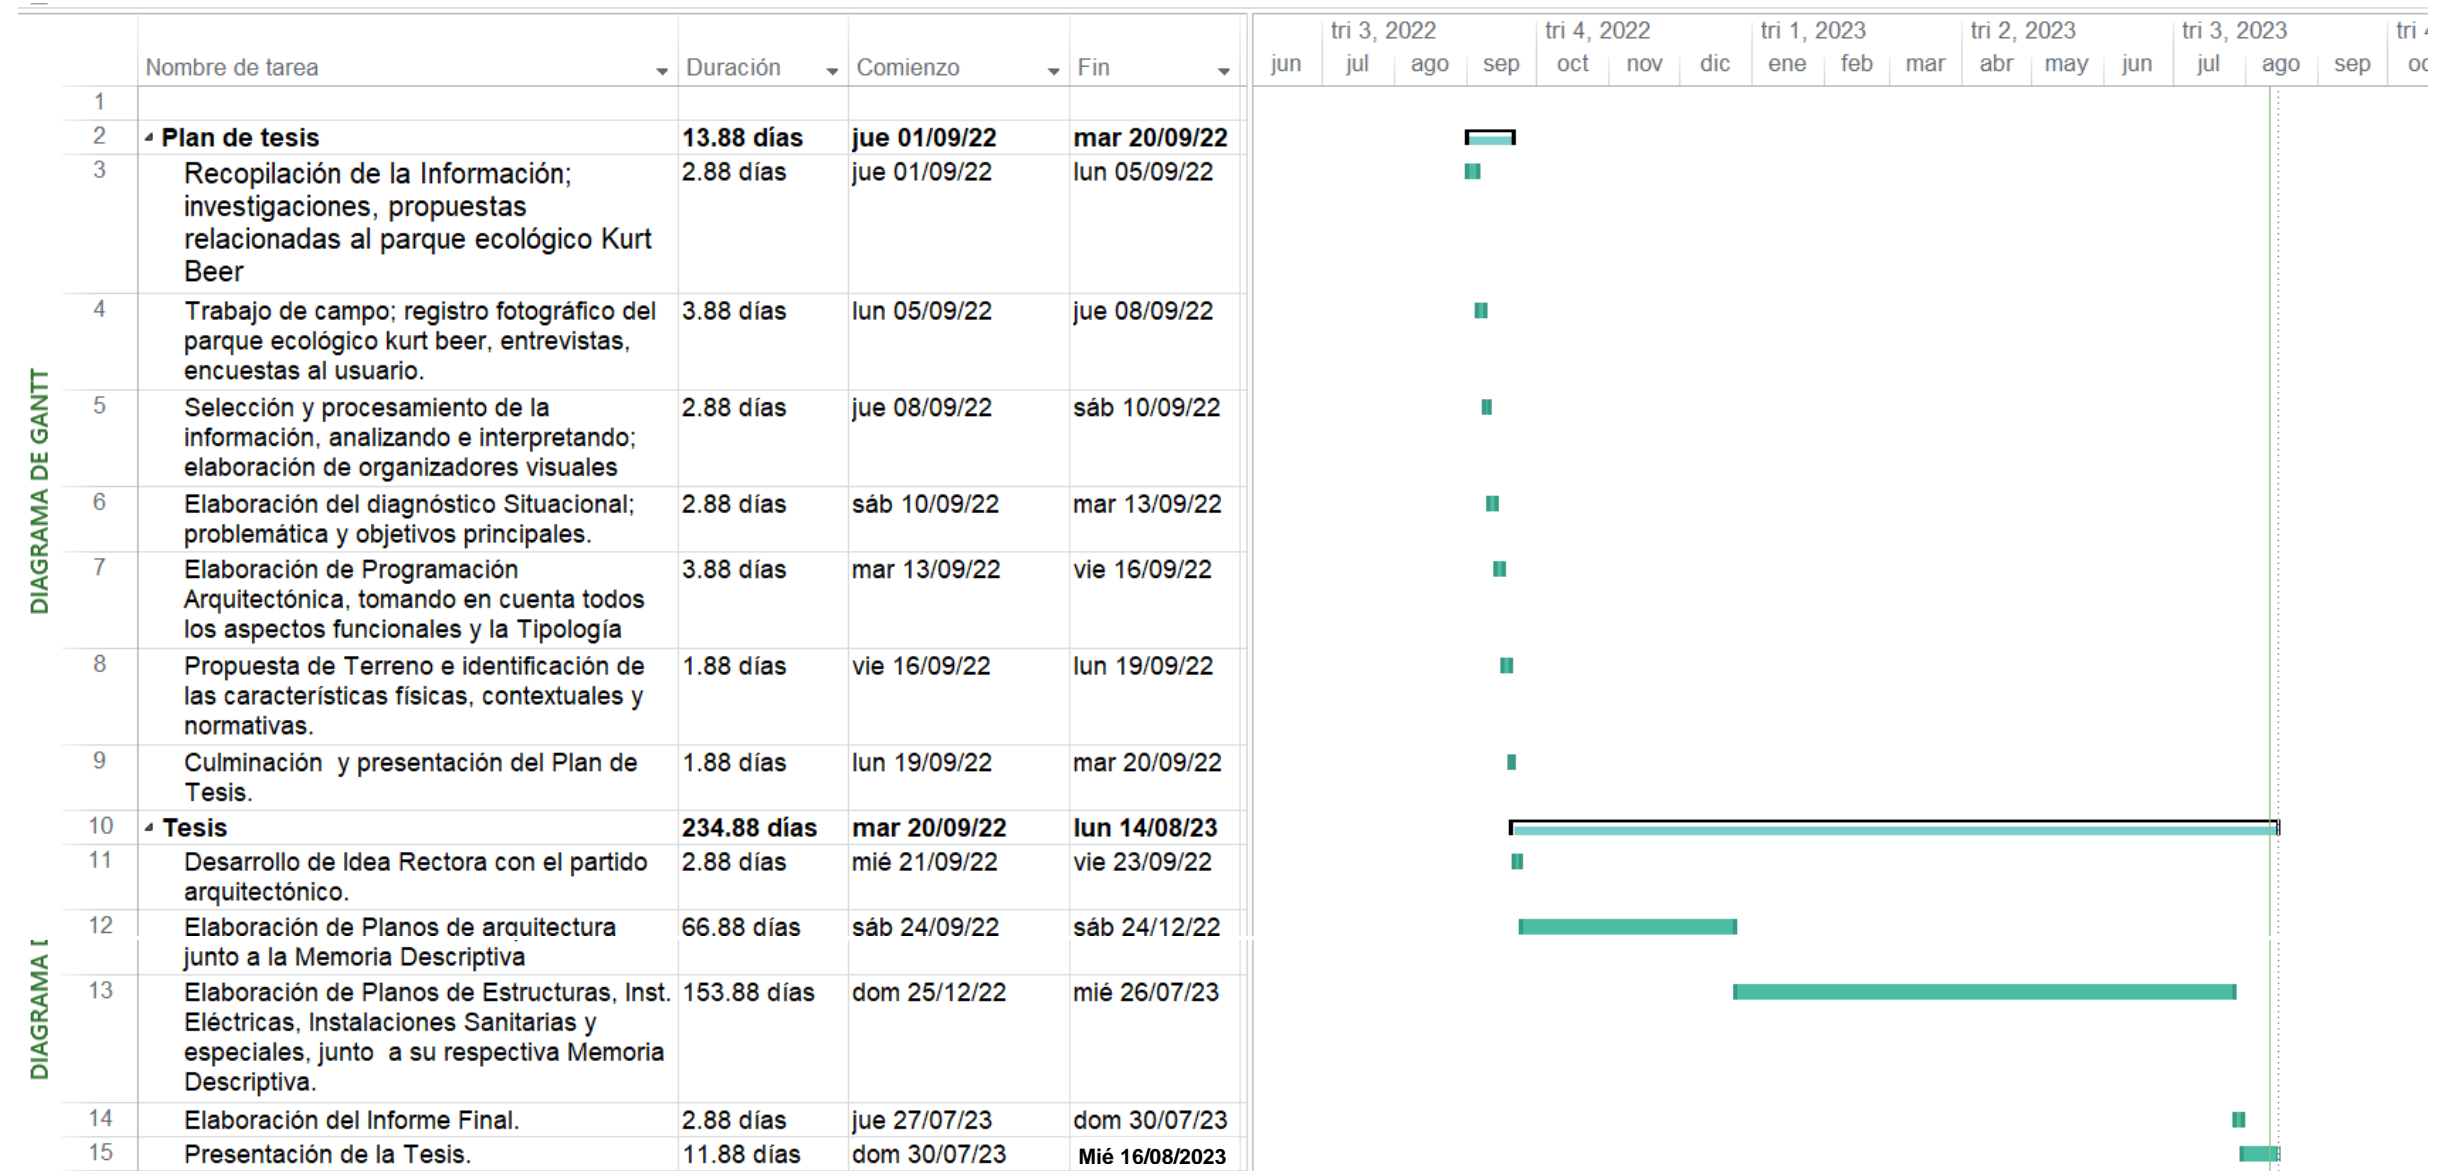 tri 3, 2022 tri 4, 2022 tri 1, 2023 tri 2, 2023 tri 3, 2023 tri
Nombre de tarea Duración Comienzo Fin jun jul ago sep oct nov dic ene feb mar abr may jun jul ago sep oc
1
2 Plan de tesis 13.88 días jue 01/09/22 mar 20/09/22
3 Recopilación de la Información; 2.88 días jue 01/09/22 lun 05/09/22
investigaciones, propuestas
relacionadas al parque ecológico Kurt
Beer
4 Trabajo de campo; registro fotográfico del 3.88 días lun 05/09/22 jue 08/09/22
parque ecológico kurt beer, entrevistas,
encuestas al usuario.
5 Selección y procesamiento de la 2.88 días jue 08/09/22 sáb 10/09/22
información, analizando e interpretando;
elaboración de organizadores visuales
6 Elaboración del diagnóstico Situacional; 2.88 días sáb 10/09/22 mar 13/09/22
problemática y objetivos principales.
7 Elaboración de Programación 3.88 días mar 13/09/22 vie 16/09/22
Arquitectónica, tomando en cuenta todos
los aspectos funcionales y la Tipología
8 Propuesta de Terreno e identificación de 1.88 días vie 16/09/22 lun 19/09/22
las características físicas, contextuales y
normativas.
9 Culminación y presentación del Plan de 1.88 días lun 19/09/22 mar 20/09/22
Tesis.
10 Tesis 234.88 días mar 20/09/22 lun 14/08/23
11 Desarrollo de Idea Rectora con el partido 2.88 días mié 21/09/22 vie 23/09/22
arquitectónico.
12 Elaboración de Planos de arquitectura 66.88 días sáb 24/09/22 sáb 24/12/22
junto a la Memoria Descriptiva
13 Elaboración de Planos de Estructuras, Inst. 153.88 días dom 25/12/22 mié 26/07/23
Eléctricas, Instalaciones Sanitarias y
especiales, junto a su respectiva Memoria
Descriptiva.
14 Elaboración del Informe Final. 2.88 días jue 27/07/23 dom 30/07/23
15 Presentación de la Tesis. 11.88 días dom 30/07/23 Mié 16/08/2023
DIAGRAMA DE GANTT
DIAGRAMA